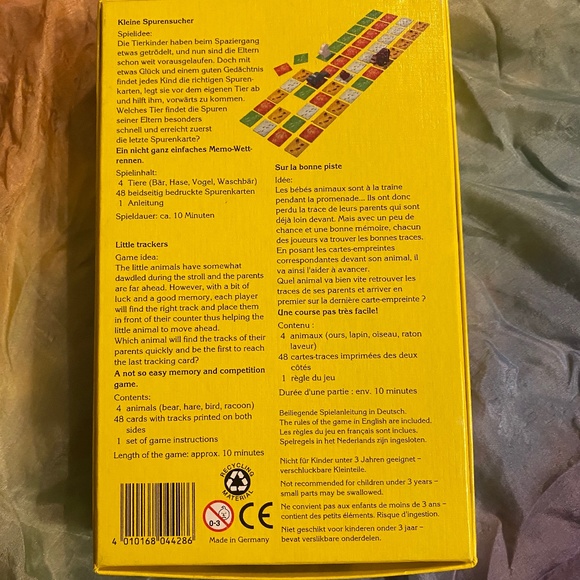 Kleine Spurensucher
Spielidee:
Die Tierkinder haben beim Spaziergang
etwas getrödelt, und nun sind die Eltern
schon weit vorausgelaufen. Doch mit
etwas Glück und einem guten Gedächtnis
findet jedes Kind die richtigen Spuren-
karten, legt sie vor dem eigenen Tier ab
und hilft ihm, vorwärts zu kommen.
Welches Tier findet die Spuren
seiner Eltern besonders
schnell und erreicht zuerst
die letzte Spurenkarte?
Ein nicht ganz einfaches Memo-Wett-
rennen.
Spielinhalt:
4 Tiere (Bär, Hase, Vogel, Waschbär)
48 beidseitig bedruckte Spurenkarten
1 Anleitung
Spieldauer: ca. 10 Minuten
Little trackers
Game idea:
The little animals have somewhat
dawdled during the stroll and the parents
are far ahead. However, with a bit of
luck and a good memory, each player
will find the right track and place them
in front of their counter thus helping the
little animal to move ahead.
Which animal will find the tracks of their
parents quickly and be the first to reach
the last tracking card?
A not so easy memory and competition
game.
Contents:
4 animals (bear, hare, bird, racoon)
48 cards with tracks printed on both
sides
1 set of game instructions
Length of the game: approx. 10 minutes
Sur la bonne piste
Idée:
Les bébés animaux sont à la traine
pendant la promenade... Ils ont donc
perdu la trace de leurs parents qui sont
déjà loin devant. Mais avec un peu de
chance et une bonne mémoire, chacun
des joueurs va trouver les bonnes traces.
En posant les cartes-empreintes
correspondantes devant son animal, il
va ainsi l'aider à avancer.
Quel animal va bien vite retrouver les
traces de ses parents et arriver en
premier sur la dernière carte-empreinte ?
Une course pas très facile!
Contenu :
4 animaux (ours, lapin, oiseau, raton
laveur)
48 cartes-traces imprimées des deux
côtés
1 règle du jeu
Durée d'une partie : env. 10 minutes
Beiliegende Spielanleitung in Deutsch.
The rules of the game in English are included.
Les règles du jeu en français sont inclues.
Spelregels in het Nederlands zijn ingesloten.
Nicht für Kinder unter 3 Jahren geeignet –
verschluckbare Kleinteile.
Not recommended for children under 3 years –
small parts may be swallowed.
Ne convient pas aux enfants de moins de 3 ans –
contient des petits éléments. Risque d'ingestion.
Niet geschikt voor kinderen onder 3 jaar –
bevat onderdelen.
RECYCLING
MATERIAL
0-3
CE
Made in Germany
4 010168 044286